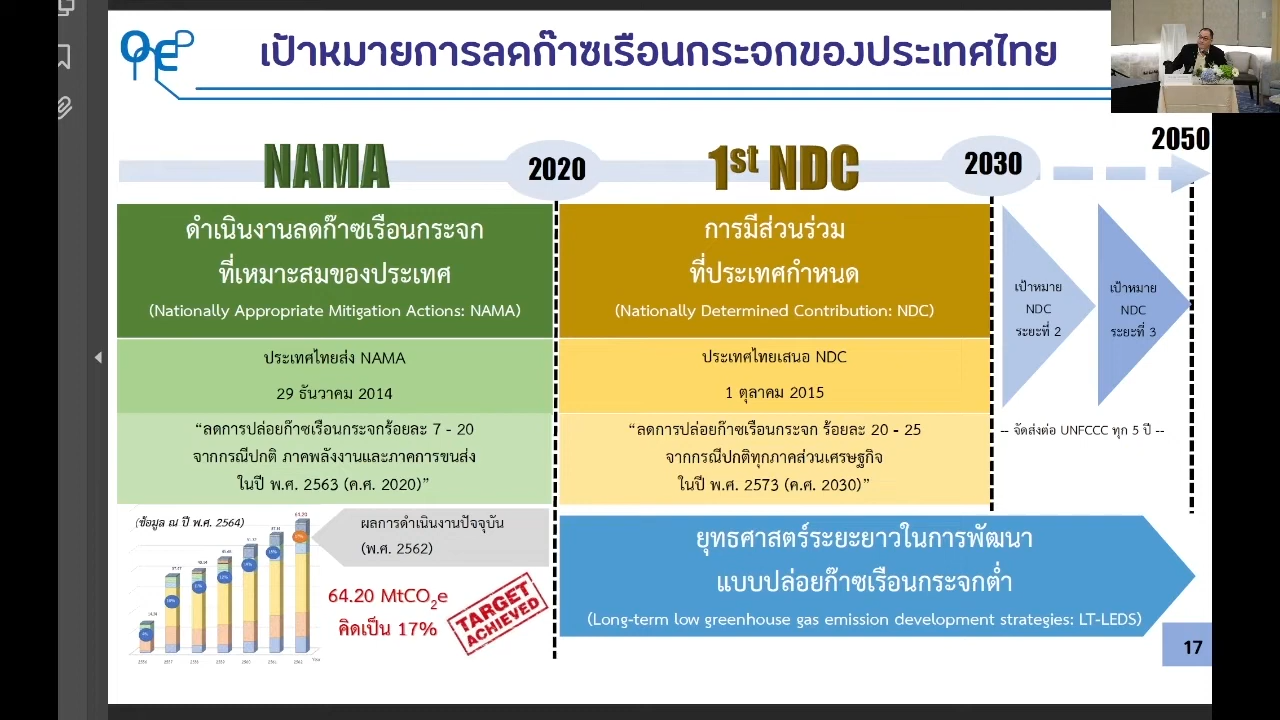 เป้าหมายการลดก๊าซเรือนกระจกของประเทศไทย
NAMA
2020
1st NDC
2030
2050
ดำเนินงานลดก๊าซเรือนกระจก
ที่เหมาะสมของประเทศ
(Nationally Appropriate Mitigation Actions: NAMA)
การมีส่วนร่วม
ที่ประเทศกำหนด
(Nationally Determined Contribution: NDC)
เป้าหมาย
NDC
ระยะที่ 2
เป้าหมาย
NDC
ระยะที่ 3
ประเทศไทยส่ง NAMA
29 ธันวาคม 2014
ประเทศไทยเสนอ NDC
1 ตุลาคม 2015
“ลดการปล่อยก๊าซเรือนกระจกร้อยละ 7 - 20
จากกรณีปกติ ภาคพลังงานและภาคการขนส่ง
ในปี พ.ศ. 2563 (ค.ศ. 2020)”
“ลดการปล่อยก๊าซเรือนกระจก ร้อยละ 20 - 25
จากกรณีปกติทุกภาคส่วนเศรษฐกิจ
ในปี พ.ศ. 2573 (ค.ศ. 2030)”
-- จัดส่งต่อ UNFCCC ทุก 5 ปี --
(ข้อมูล ณ ปี พ.ศ. 2564)
ผลการดำเนินงานปัจจุบัน
(พ.ศ. 2562)
64.20 MtCO2e
คิดเป็น 17%
TARGET
ACHIEVED
ยุทธศาสตร์ระยะยาวในการพัฒนา
แบบปล่อยก๊าซเรือนกระจกต่ำ
(Long-term low greenhouse gas emission development strategies: LT-LEDS)
17